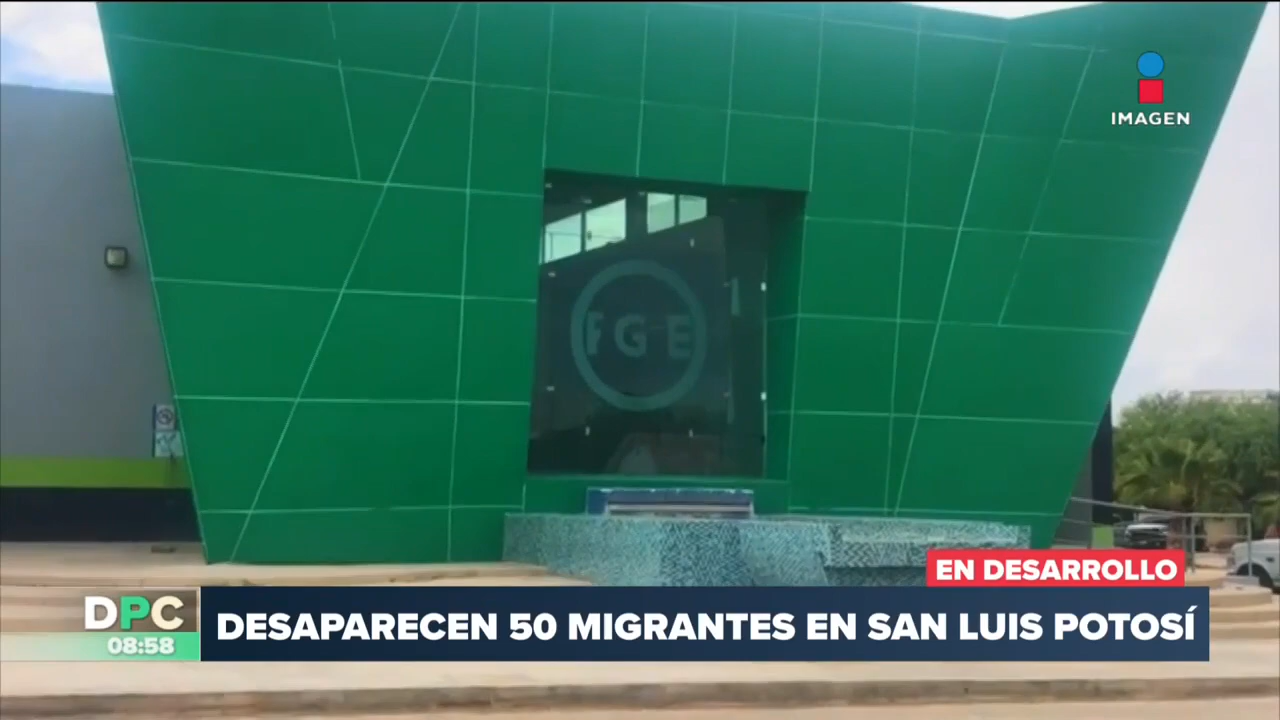 IMAGEN
FGE
EN DESARROLLO
DPC
08:58
DESAPARECEN 50 MIGRANTES EN SAN LUIS POTOSÍ